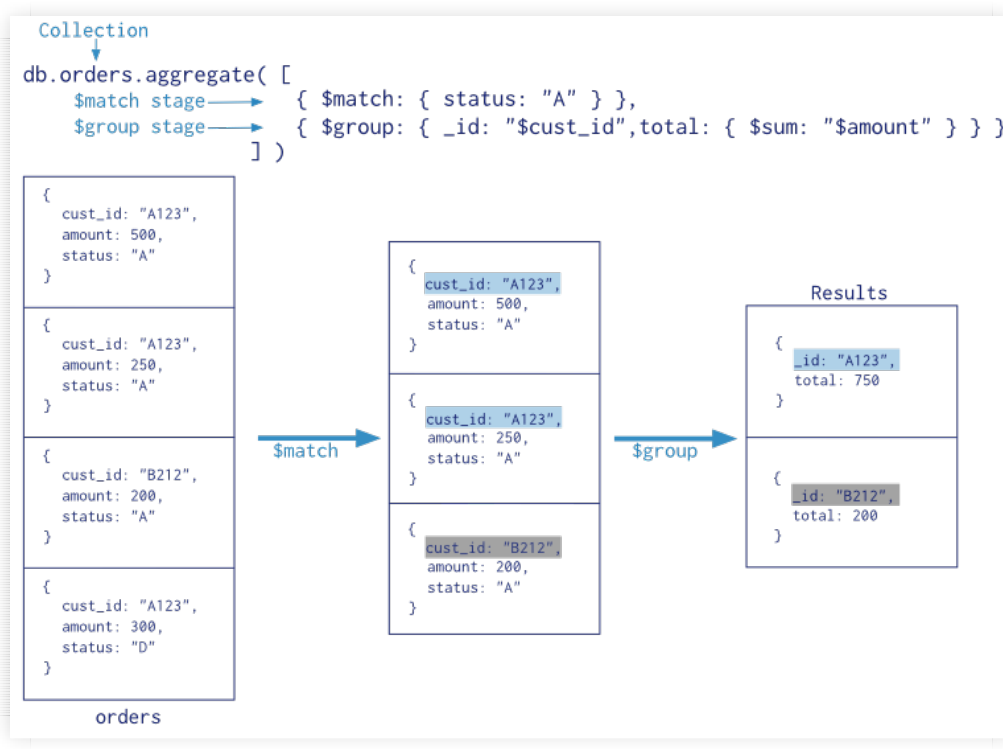 Collection
db.orders.aggregate( [
$match stage
{ $match: { status: "A" } },
$group stage
{ $group: { _id: "$cust_id",total: { $sum: "$amount" } } }
] )
{
cust_id: "A123",
amount: 500,
status: "A"
}
{
cust_id: "A123",
amount: 250,
status: "A"
}
{
cust_id: "B212",
amount: 200,
status: "A"
}
{
cust_id: "A123",
amount: 300,
status: "D"
}
orders
$match
{
cust_id: "A123",
amount: 500,
status: "A"
}
{
cust_id: "A123",
amount: 250,
status: "A"
}
{
cust_id: "B212",
amount: 200,
status: "A"
}
$group
Results
{
_id: "A123",
total: 750
}
{
_id: "B212",
total: 200
}